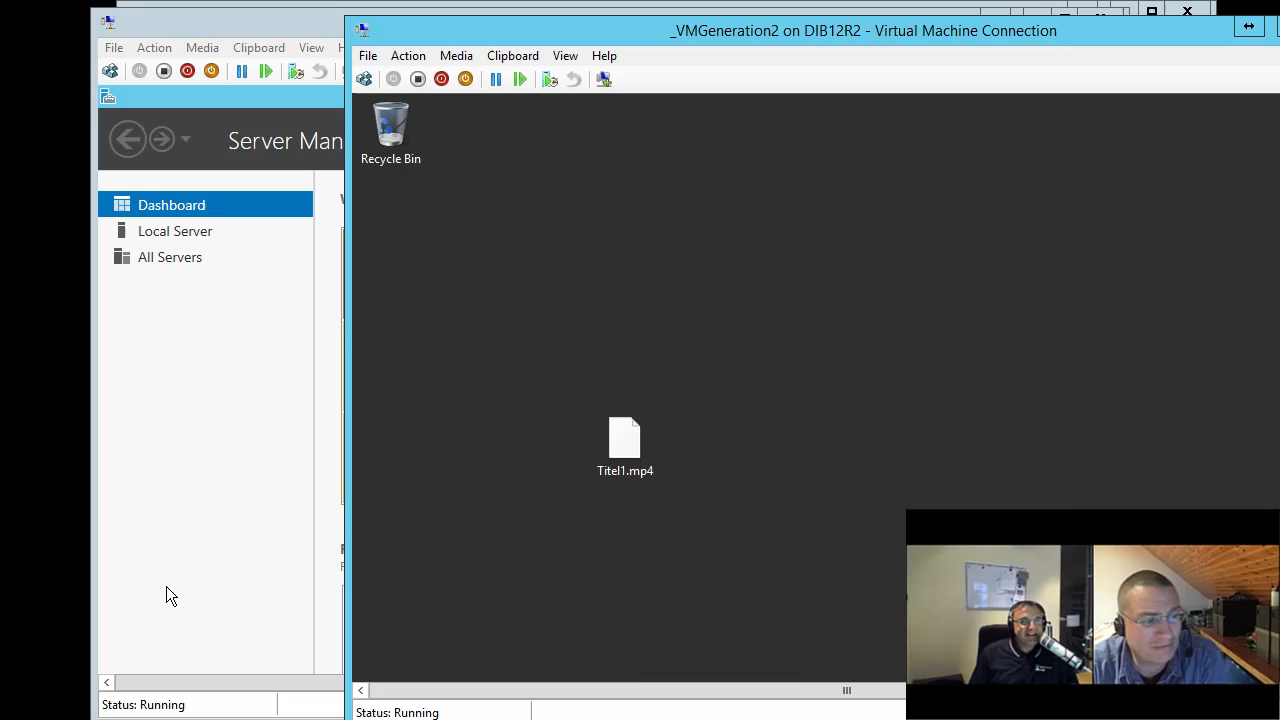 _VMGeneration2 on DIB12R2 - Virtual Machine Connection
File Action Media Clipboard View
File Action Media Clipboard View Help
Server Man
Recycle Bin
Dashboard
Local Server
All Servers
Titel1.mp4
Status: Running
Status: Running